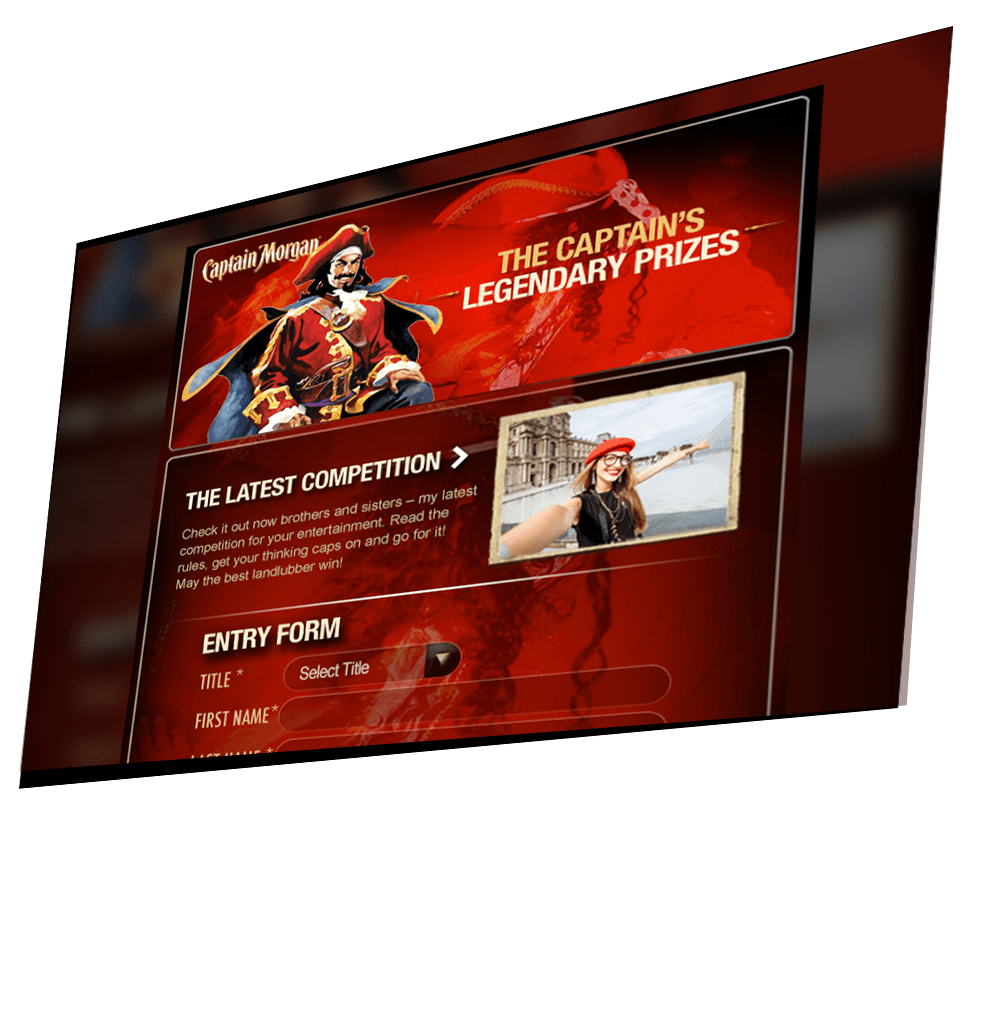 Captain Morgan
THE CAPTAIN'S
LEGENDARY PRIZES
THE LATEST COMPETITION
Check it out now brothers and sisters – my latest
competition for your entertainment. Read the
rules, get your thinking caps on and go for it!
May the best landlubber win!
ENTRY FORM
TITLE *
Select Title
FIRST NAME*
LAST NAME *